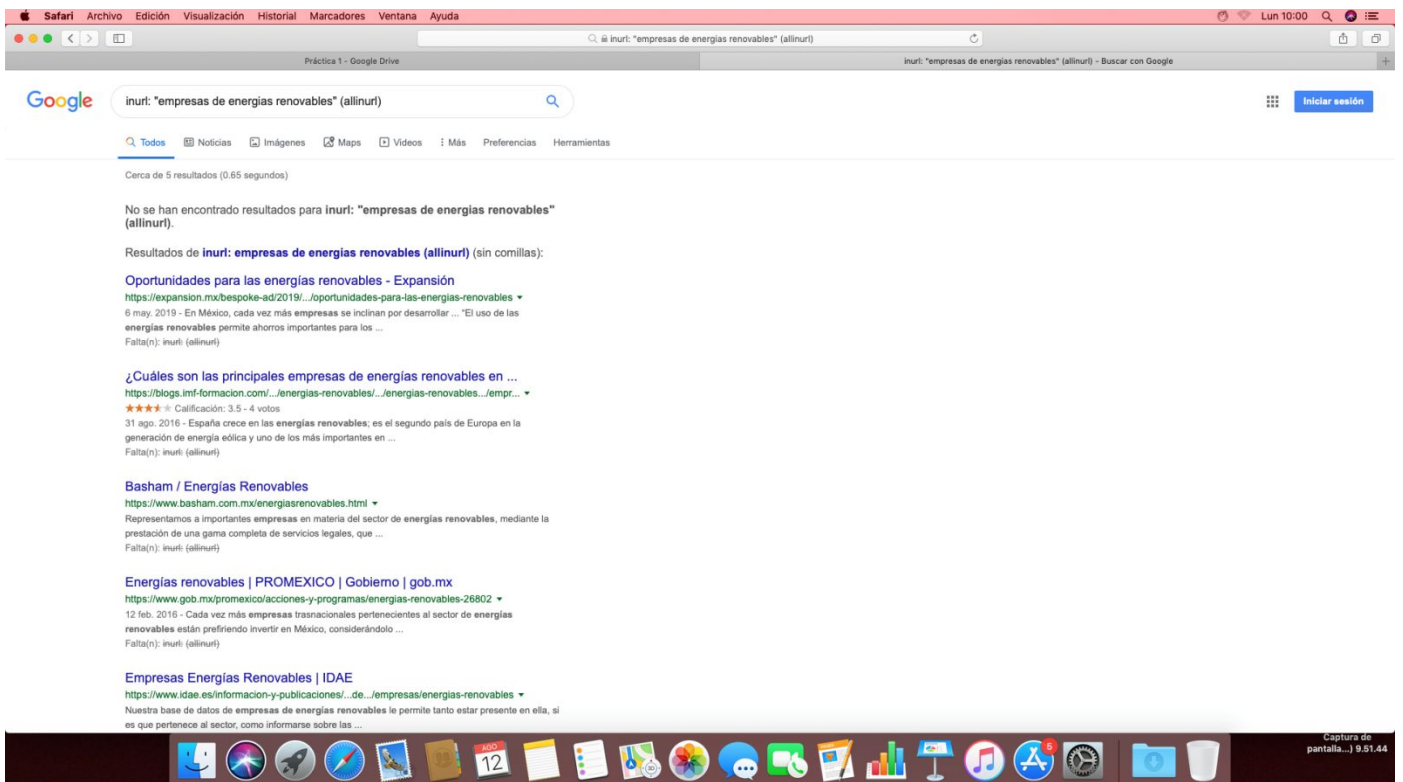 Safari Archivo Edición Visualización Historial Marcadores Ventana Ayuda
Lun 10:00
inurl: "empresas de energias renovables" (allinurl)
Práctica 1 - Google Drive
inurl: "empresas de energias renovables" (allinurl) - Buscar con Google
Google
inurl: "empresas de energias renovables" (allinurl)
Iniciar sesión
Todos Noticias Imágenes Maps Videos Más Preferencias Herramientas
Cerca de 5 resultados (0.65 segundos)
No se han encontrado resultados para inurl: "empresas de energias renovables"
(allinurl).
Resultados de inurl: empresas de energias renovables (allinurl) (sin comillas):
Oportunidades para las energías renovables - Expansión
https://expansion.mx/bespoke-ad/2019/.../oportunidades-para-las-energias-renovables
6 may. 2019 - En México, cada vez más empresas se inclinan por desarrollar ... "El uso de las
energías renovables permite ahorros importantes para los ...
Falta(n): inurl: (allinurl)
¿Cuáles son las principales empresas de energías renovables en ...
https://blogs.imf-formacion.com/.../energias-renovables/.../energias-renovables.../empr...
Calificación: 3.5 - 4 votos
31 ago. 2016 - España crece en las energías renovables; es el segundo país de Europa en la
generación de energía eólica y uno de los más importantes en ...
Falta(n): inurl: (allinurl)
Basham / Energías Renovables
https://www.basham.com.mx/energiasrenovables.html
Representamos a importantes empresas en materia del sector de energías renovables, mediante la
prestación de una gama completa de servicios legales, que ...
Falta(n): inurl: (allinurl)
Energías renovables | PROMEXICO | Gobierno | gob.mx
https://www.gob.mx/promexico/acciones-y-programas/energias-renovables-26802
12 feb. 2016 - Cada vez más empresas trasnacionales pertenecientes al sector de energías
renovables están prefiriendo invertir en México, considerándolo ...
Falta(n): inurl: (allinurl)
Empresas Energías Renovables | IDAE
https://www.idae.es/informacion-y-publicaciones/...de.../empresas/energias-renovables
Nuestra base de datos de empresas de energías renovables le permite tanto estar presente en ella, si
es que pertenece al sector, como informarse sobre las ...
Captura de
pantalla...) 9.51.44
AGO
12
3D
5